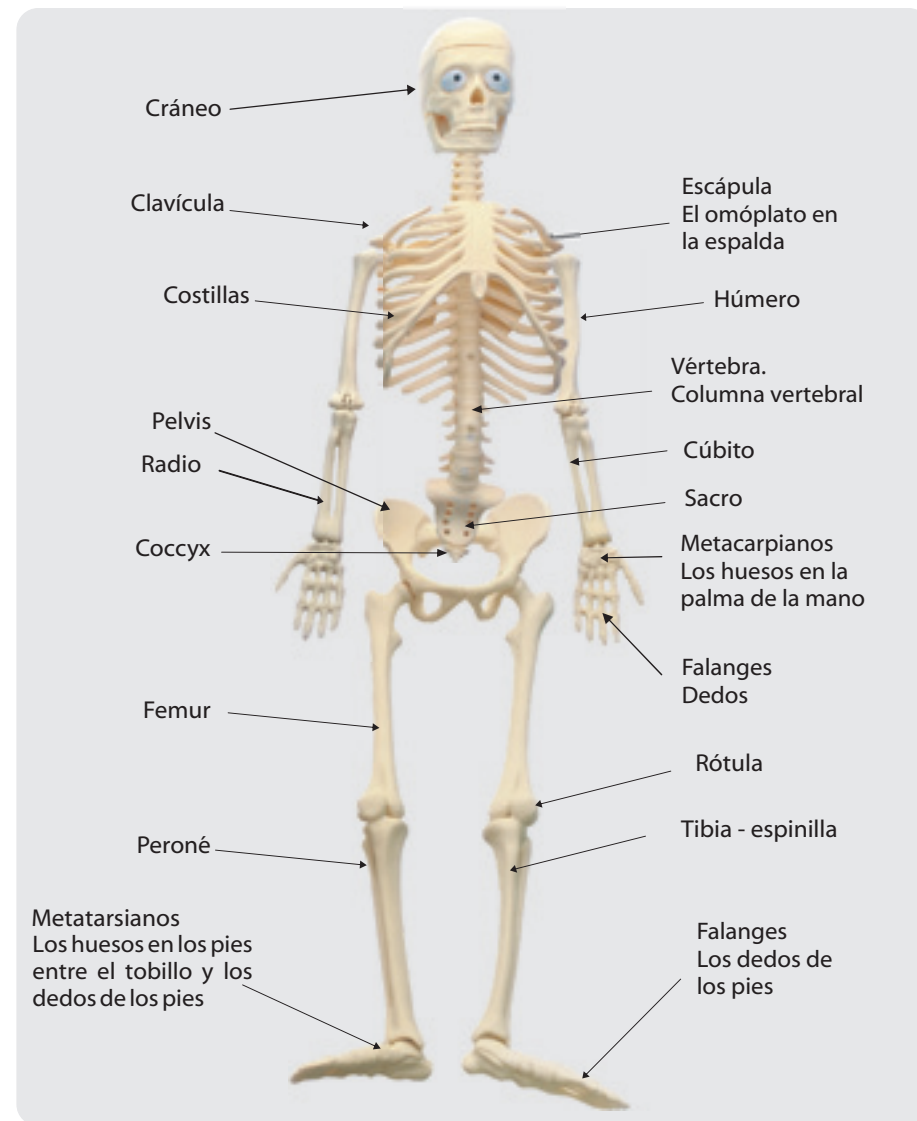 Cráneo
Clavícula
Costillas
Pelvis
Radio
Coccyx
Femur
Peroné
Metatarsianos
Los huesos en los pies
entre el tobillo y los
dedos de los pies
Escápula
El omóplato en
la espalda
Húmero
Vértebra.
Columna vertebral
Cúbito
Sacro
Metacarpianos
Los huesos en la
palma de la mano
Falanges
Dedos
Rótula
Tibia - espinilla
Falanges
Los dedos de
los pies